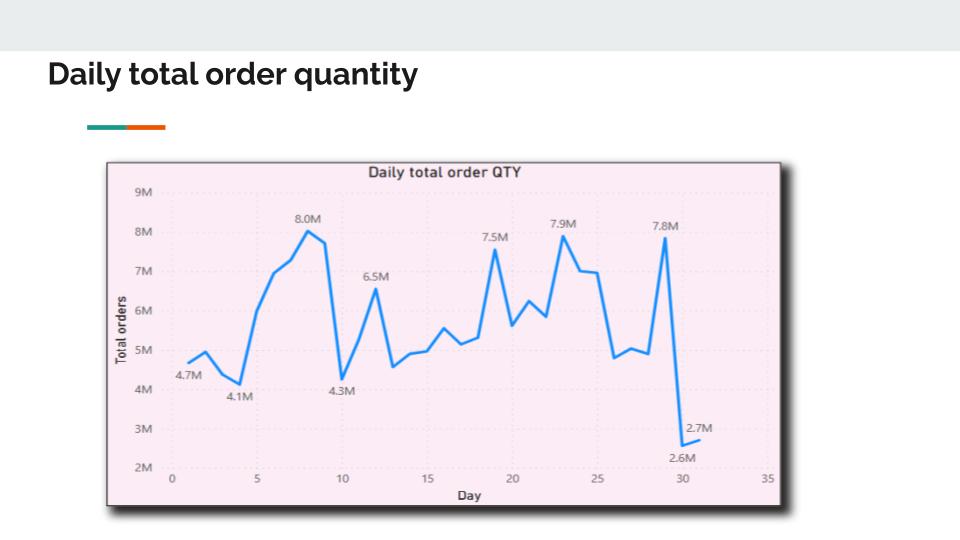 Daily total order quantity
Daily total order QTY
9M
8M
7M
6M
5M
4M
3M
2M
Total orders
8.0M
7.9M
7.8M
7.5M
6.5M
4.7M
4.1M
4.3M
2.7M
2.6M
0 5 10 15 20 25 30 35
Day